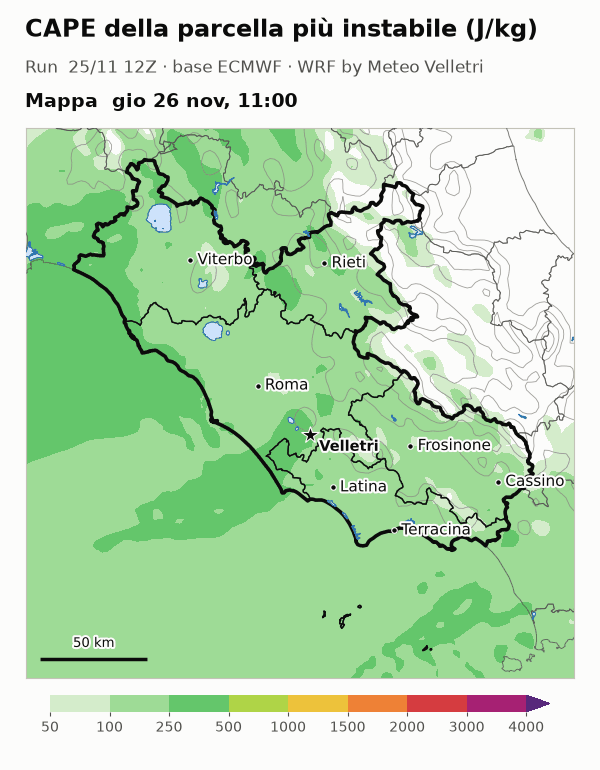 CAPE della parcella più instabile (J/kg)
Run  25/11 12Z · base ECMWF · WRF by Meteo Velletri
Mappa  gio 26 nov, 11:00
Viterbo
Rieti
Roma
Velletri
Frosinone
Cassino
Latina
Terracina
50 km
50 100 250 500 1000 1500 2000 3000 4000